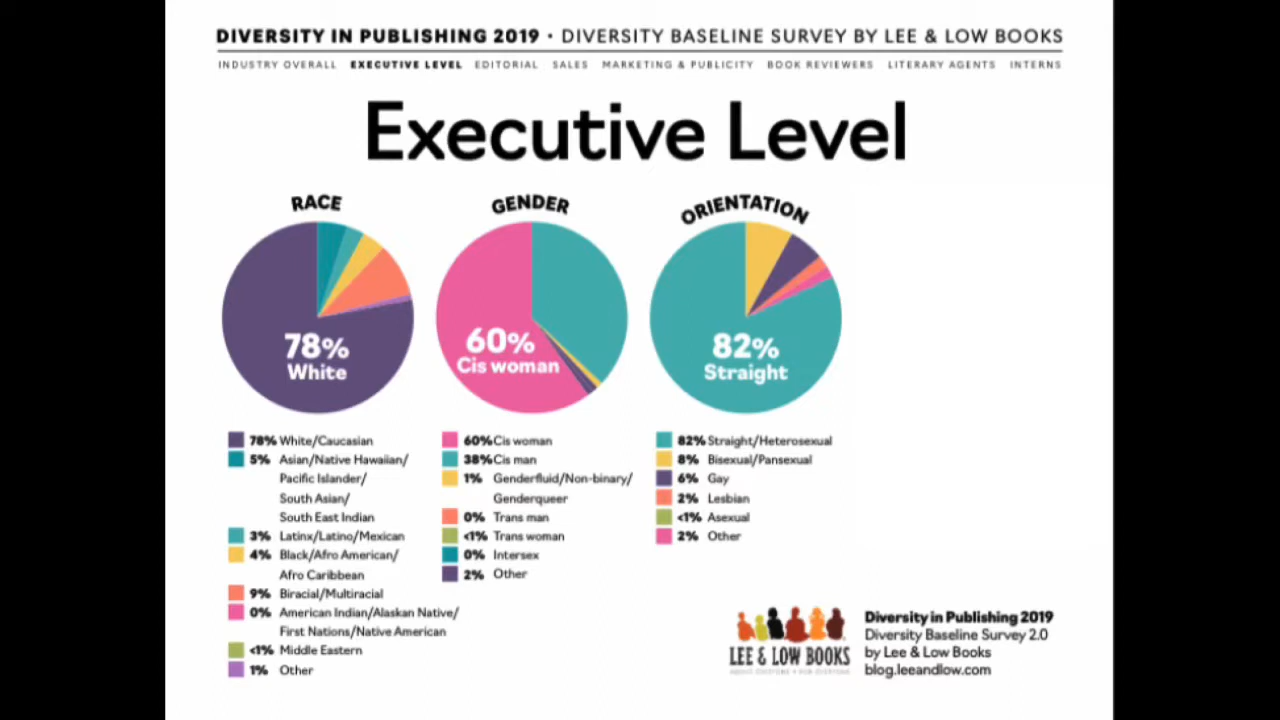 DIVERSITY IN PUBLISHING 2019 · DIVERSITY BASELINE SURVEY BY LEE & LOW BOOKS
INDUSTRY OVERALL EXECUTIVE LEVEL EDITORIAL SALES MARKETING & PUBLICITY BOOK REVIEWERS LITERARY AGENTS INTERNS
Executive Level
RACE
78%
White
78% White/Caucasian
5% Asian/Native Hawaiian/
Pacific Islander/
South Asian/
South East Indian
3% Latinx/Latino/Mexican
4% Black/Afro American/
Afro Caribbean
9% Biracial/Multiracial
0% American Indian/Alaskan Native/
First Nations/Native American
<1% Middle Eastern
1% Other
GENDER
60%
Cis woman
60% Cis woman
38% Cis man
1% Genderfluid/Non-binary/
Genderqueer
0% Trans man
<1% Trans woman
0% Intersex
2% Other
ORIENTATION
82%
Straight
82% Straight/Heterosexual
8% Bisexual/Pansexual
6% Gay
2% Lesbian
<1% Asexual
2% Other
LEE & LOW BOOKS
Diversity in Publishing 2019
Diversity Baseline Survey 2.0
by Lee & Low Books
blog.leeandlow.com